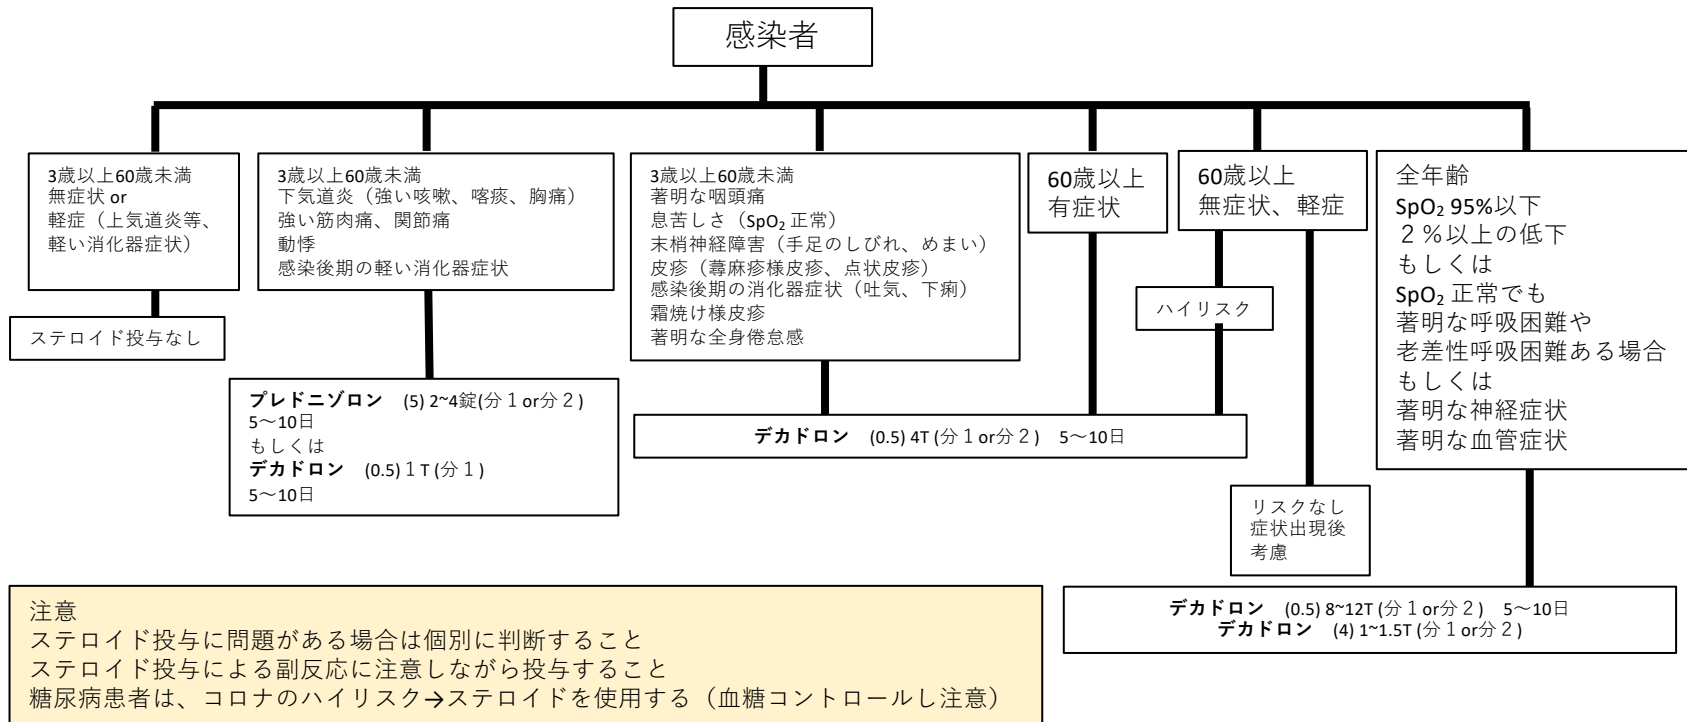 感染者
3歳以上60歳未満
無症状 or
軽症（上気道炎等、
軽い消化器症状）
ステロイド投与なし
3歳以上60歳未満
下気道炎（強い咳嗽、喀痰、胸痛）
強い筋肉痛、関節痛
動悸
感染後期の軽い消化器症状
プレドニゾロン (5) 2~4錠(分１or分２)
5～10日
もしくは
デカドロン (0.5)１T (分１)
5～10日
3歳以上60歳未満
著明な咽頭痛
息苦しさ（SpO₂ 正常）
末梢神経障害（手足のしびれ、めまい）
皮疹（蕁麻疹様皮疹、点状皮疹）
感染後期の消化器症状（吐気、下痢）
霜焼け様皮疹
著明な全身倦怠感
60歳以上
有症状
60歳以上
無症状、軽症
ハイリスク
デカドロン (0.5) 4T (分１or分２) 5～10日
リスクなし
症状出現後
考慮
全年齢
SpO₂ 95%以下
２%以上の低下
もしくは
SpO₂ 正常でも
著明な呼吸困難や
老差性呼吸困難ある場合
もしくは
著明な神経症状
著明な血管症状
デカドロン (0.5) 8~12T (分１or分２) 5～10日
デカドロン (4) 1~1.5T (分１or分２)
注意
ステロイド投与に問題がある場合は個別に判断すること
ステロイド投与による副反応に注意しながら投与すること
糖尿病患者は、コロナのハイリスク→ステロイドを使用する（血糖コントロールし注意）